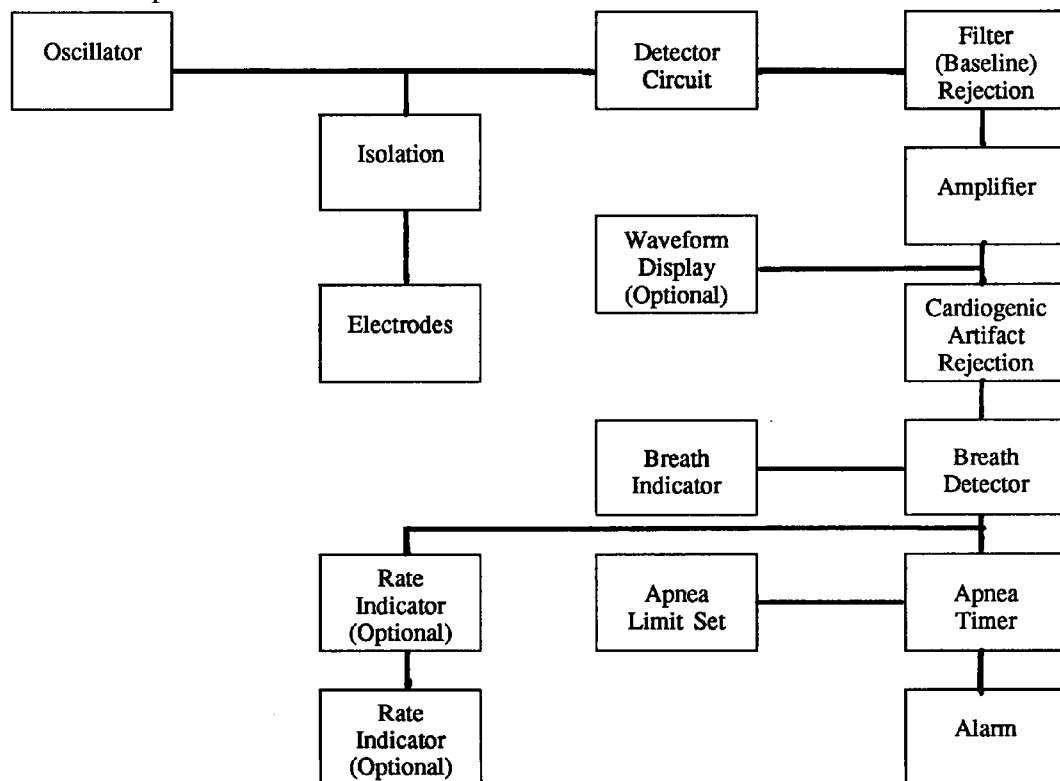 Oscillator
Detector
Circuit
Filter
(Baseline)
Rejection
Isolation
Amplifier
Waveform
Display
(Optional)
Electrodes
Cardiogenic
Artifact
Rejection
Breath
Indicator
Breath
Detector
Rate
Indicator
(Optional)
Apnea
Limit Set
Apnea
Timer
Rate
Indicator
(Optional)
Alarm